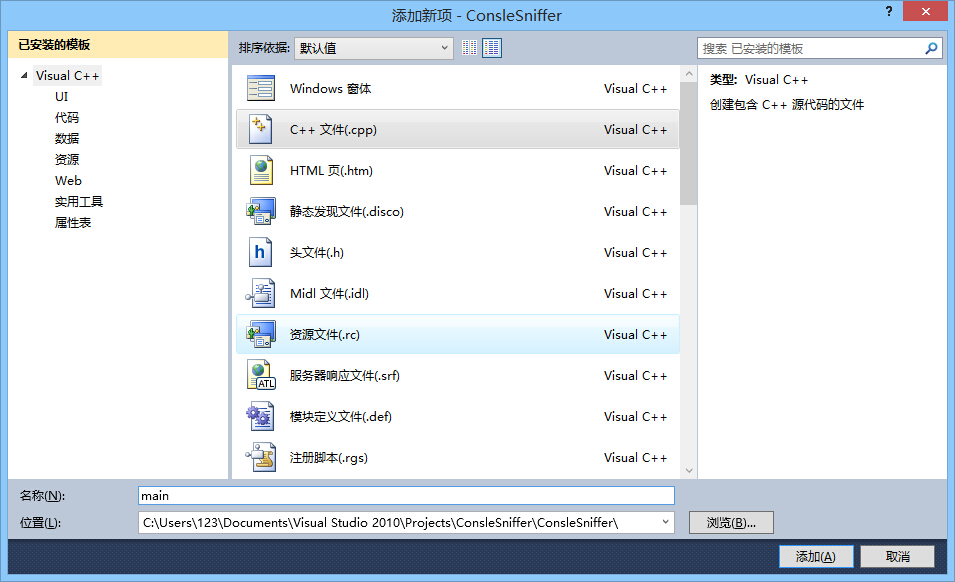 添加新项 - ConsleSniffer
?
已安装的模板
排序依据: 默认值
搜索 已安装的模板
Visual C++
UI
代码
数据
资源
Web
实用工具
属性表
Windows 窗体 Visual C++
C++ 文件(.cpp) Visual C++
HTML 页(.htm) Visual C++
静态发现文件(.disco) Visual C++
h 头文件(.h) Visual C++
Midl 文件(.idl) Visual C++
资源文件(.rc) Visual C++
ATL 服务器响应文件(.srf) Visual C++
模块定义文件(.def) Visual C++
注册脚本(.rgs) Visual C++
类型: Visual C++
创建包含 C++ 源代码的文件
名称(N): main
位置(L): C:\Users\123\Documents\Visual Studio 2010\Projects\ConsleSniffer\ConsleSniffer\ 浏览(B)...
添加(A) 取消